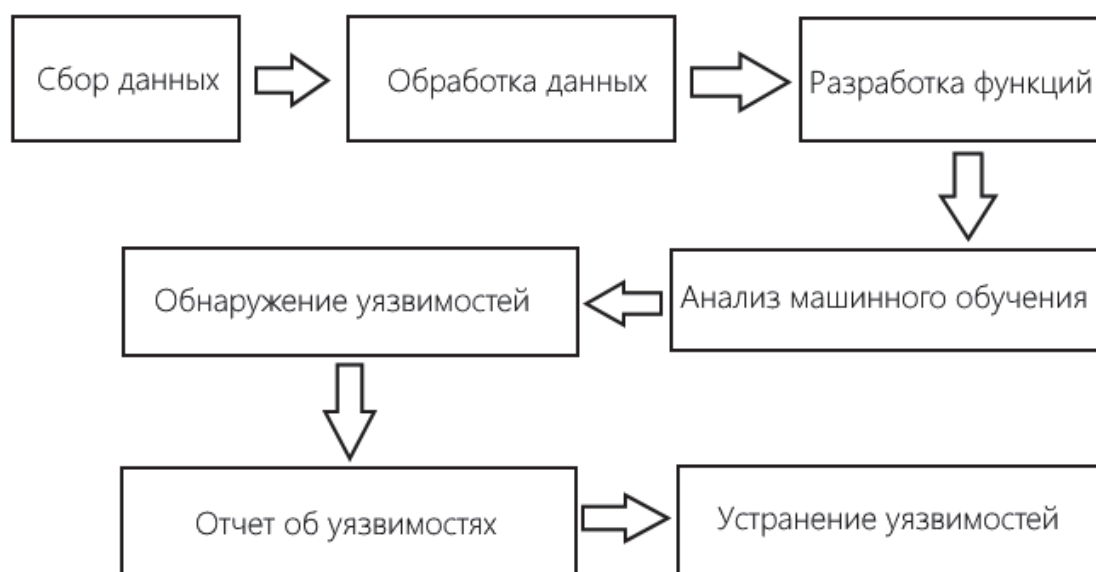 Сбор данных
Обработка данных
Разработка функций
Анализ машинного обучения
Обнаружение уязвимостей
Отчет об уязвимостях
Устранение уязвимостей